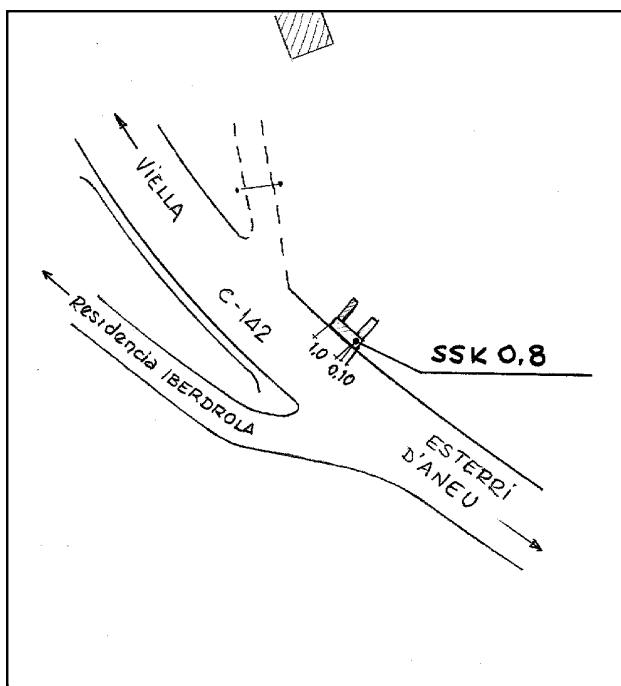 VIELLA
C-142
Residencia IBERDROLA
1,0
0,10
SSK 0,8
ESTERRI
D'ANEU